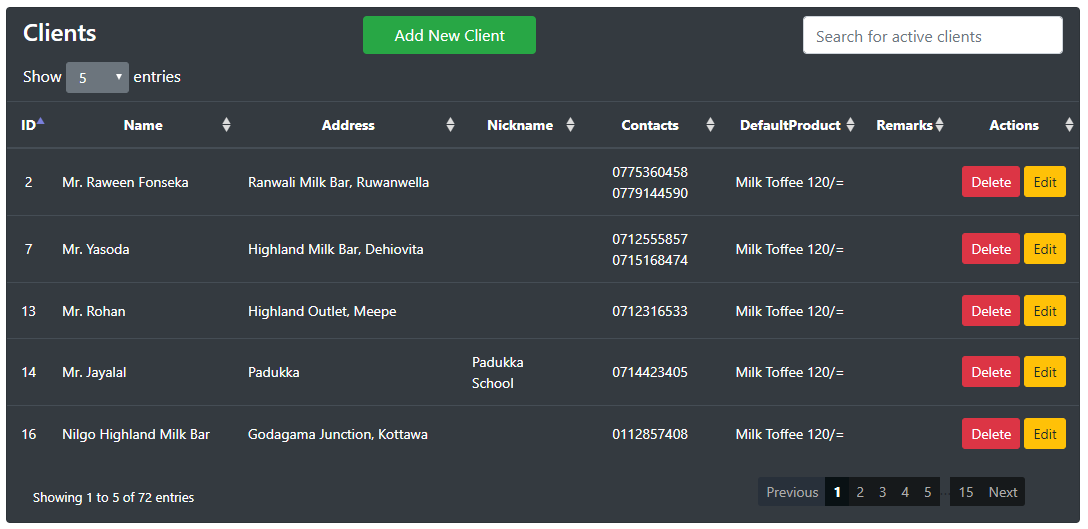 Clients Add New Client Search for active clients
Show 5 entries
ID Name Address Nickname Contacts DefaultProduct Remarks Actions
2 Mr. Raween Fonseka Ranwali Milk Bar, Ruwanwella 0775360458 Milk Toffee 120/= Delete Edit
0779144590
7 Mr. Yasoda Highland Milk Bar, Dehiovita 0712555857 Milk Toffee 120/= Delete Edit
0715168474
13 Mr. Rohan Highland Outlet, Meepe 0712316533 Milk Toffee 120/= Delete Edit
14 Mr. Jayalal Padukka Padukka 0714423405 Milk Toffee 120/= Delete Edit
School
16 Nilgo Highland Milk Bar Godagama Junction, Kottawa 0112857408 Milk Toffee 120/= Delete Edit
Showing 1 to 5 of 72 entries Previous 1 2 3 4 5 … 15 Next